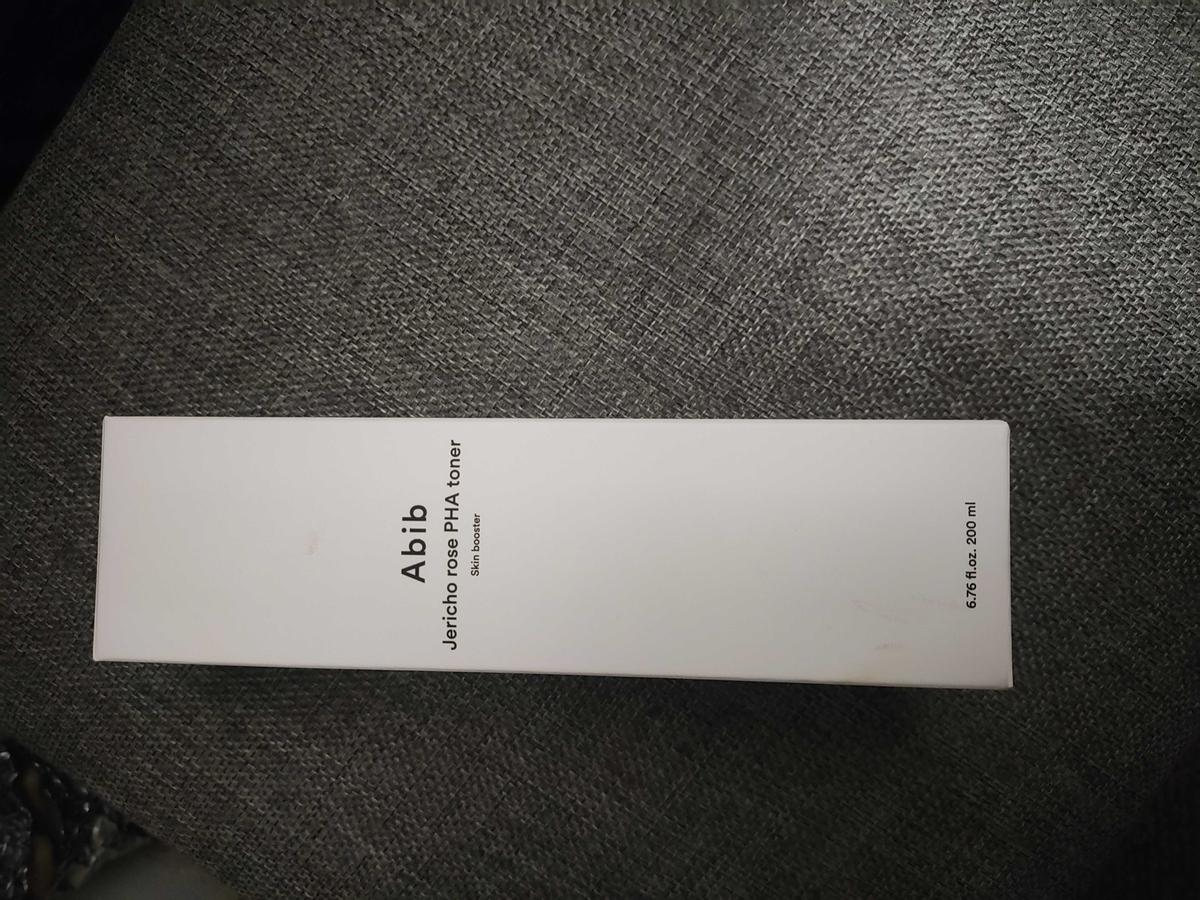 Abib
Jericho rose PHA toner
Skin booster
6.76 fl.oz. 200 ml